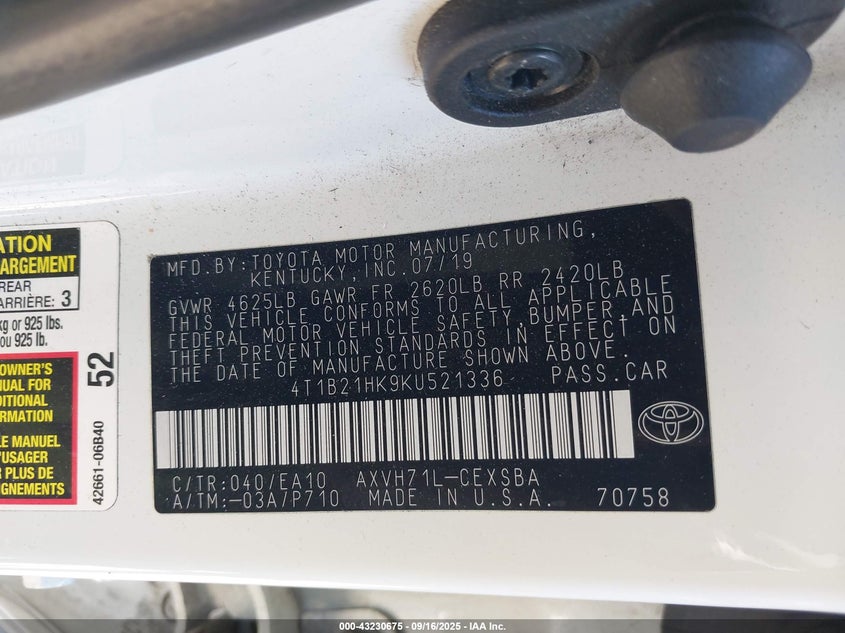 ATION
ARGEMENT
REAR
ARRIÈRE: 3
kg or 925 lbs.
ou 925 lb.
OWNER'S
NUAL FOR
DITIONAL
ORMATION
LE MANUEL
'USAGER
R PLUS DE
GNEMENTS
52
42661-06B40
MFD. BY: TOYOTA MOTOR MANUFACTURING,
KENTUCKY, INC. 07/19
GVWR 4625LB GAWR FR 2620LB RR 2420LB
THIS VEHICLE CONFORMS TO ALL APPLICABLE
FEDERAL MOTOR VEHICLE SAFETY, BUMPER, AND
THEFT PREVENTION STANDARDS IN EFFECT ON
THE DATE OF MANUFACTURE SHOWN ABOVE.
4T1B21HK9KU521336 PASS. CAR
C/TR: 040/EA10 AXVH71L-CEXSBA
A/TM: -03A/P710 MADE IN U.S.A. 70758
000-43230675 - 09/16/2025 - IAA Inc.